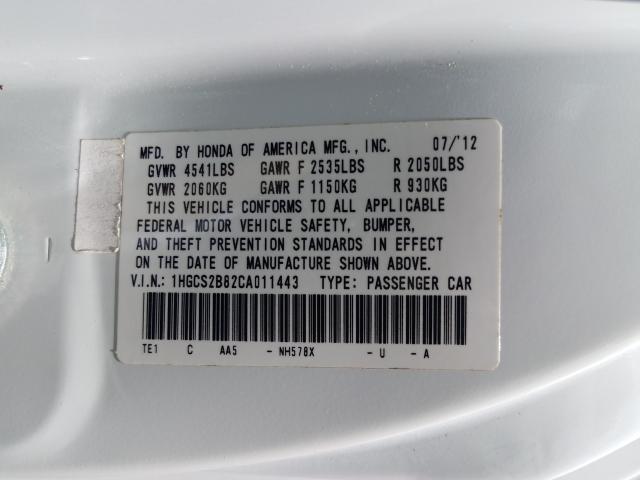 MFD. BY HONDA OF AMERICA MFG., INC. 07/'12
GVWR 4541LBS GAWR F 2535LBS R 2050LBS
GVWR 2060KG GAWR F 1150KG R 930KG
THIS VEHICLE CONFORMS TO ALL APPLICABLE
FEDERAL MOTOR VEHICLE SAFETY, BUMPER,
AND THEFT PREVENTION STANDARDS IN EFFECT
ON THE DATE OF MANUFACTURE SHOWN ABOVE.
V.I.N.: 1HGCS2B82CA011443 TYPE: PASSENGER CAR
TE1 C AA5 - NH578X - U - A